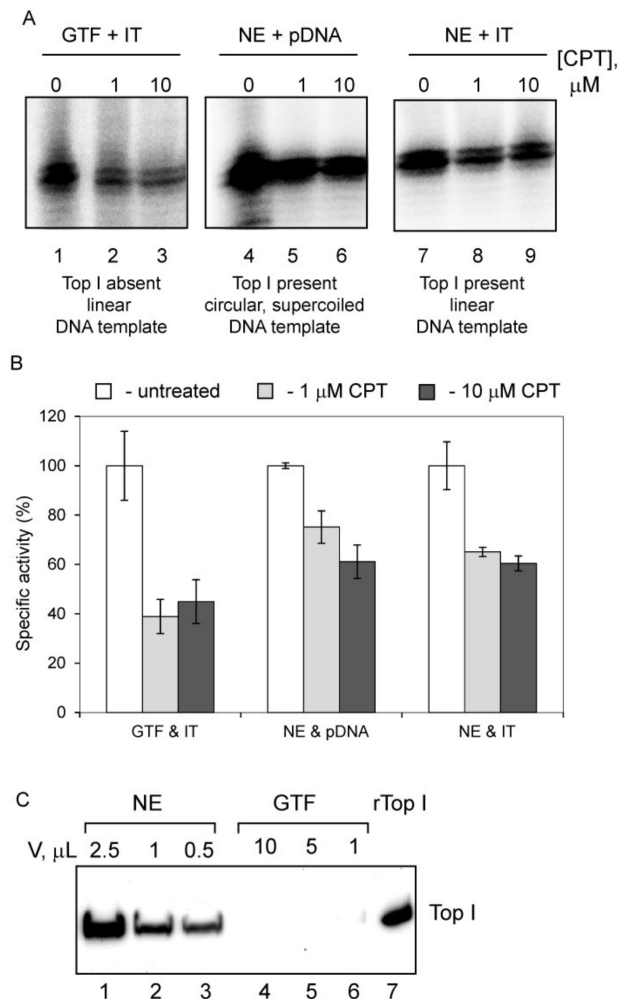 A
GTF + IT
NE + pDNA
NE + IT
[CPT],
μM
0 1 10 0 1 10 0 1 10
1 2 3 4 5 6 7 8 9
Top I absent
linear
DNA template
Top I present
circular, supercoiled
DNA template
Top I present
linear
DNA template
B
- untreated - 1 μM CPT - 10 μM CPT
Specific activity (%)
120
100
80
60
40
20
0
GTF & IT NE & pDNA NE & IT
C
NE GTF rTop I
V, μL 2.5 1 0.5 10 5 1
Top I
1 2 3 4 5 6 7